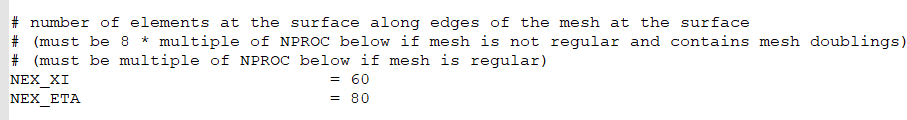 # number of elements at the surface along edges of the mesh at the surface
# (must be 8 * multiple of NPROC below if mesh is not regular and contains mesh doublings)
# (must be multiple of NPROC below if mesh is regular)
NEX_XI                          = 60
NEX_ETA                         = 80